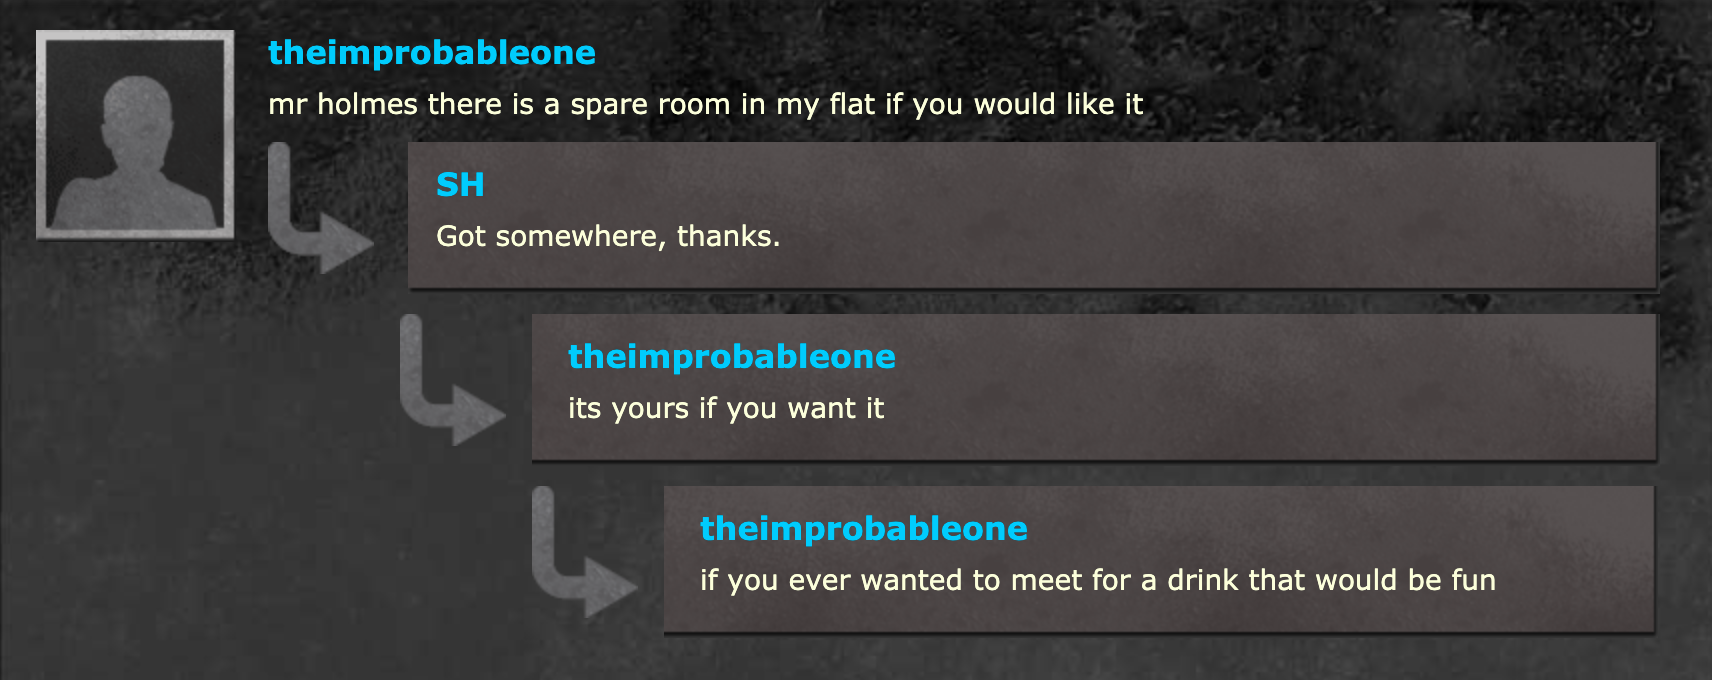 theimprobableone
mr holmes there is a spare room in my flat if you would like it
SH
Got somewhere, thanks.
theimprobableone
its yours if you want it
theimprobableone
if you ever wanted to meet for a drink that would be fun